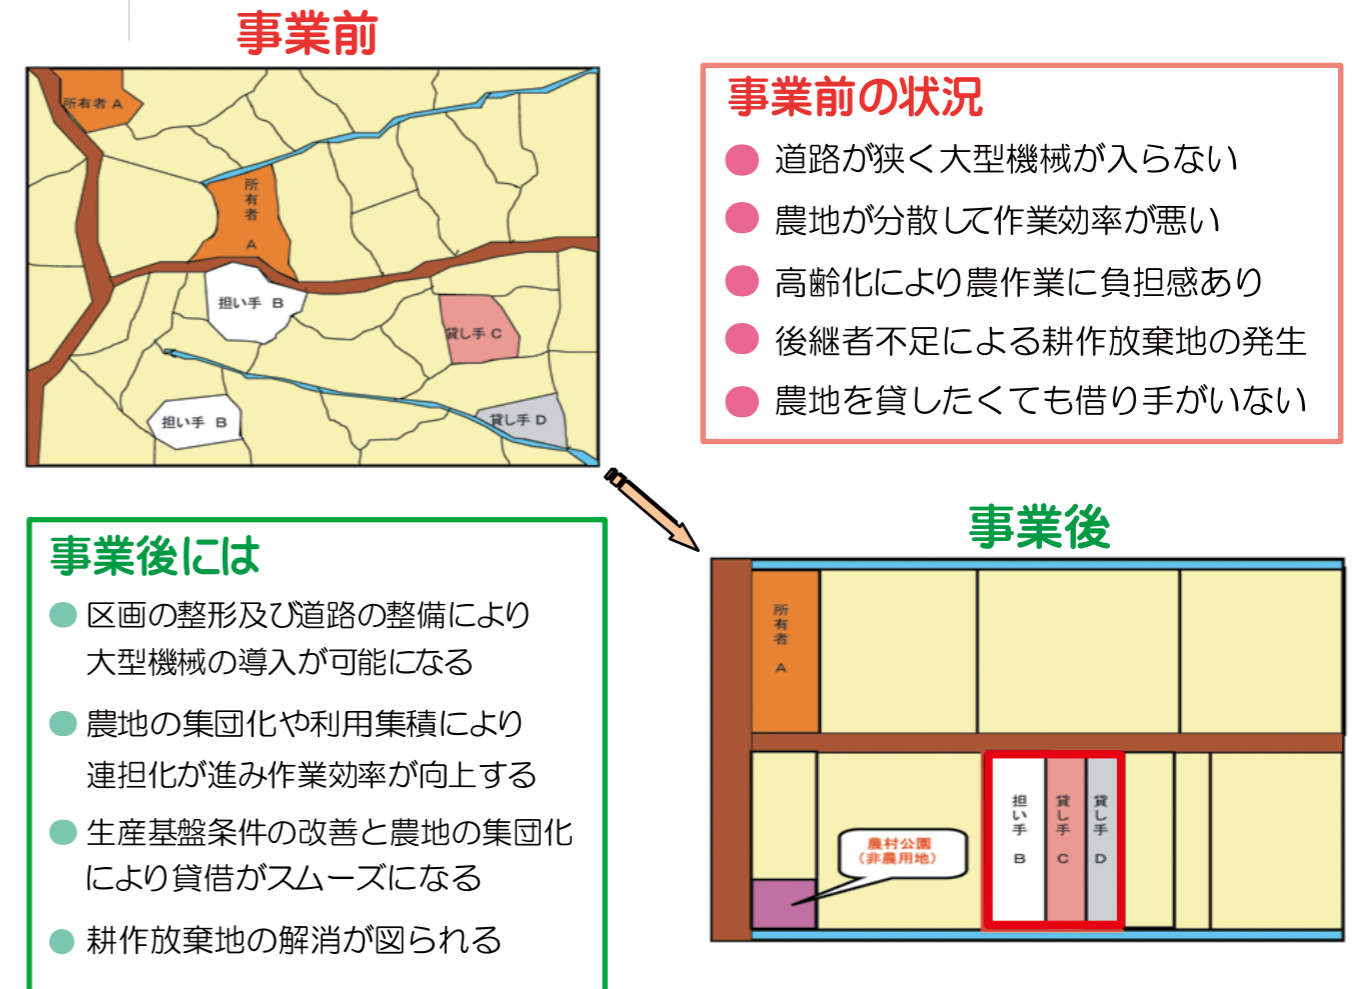 事業前
所有者 A
所有者 A
担い手 B
貸し手 C
担い手 B
貸し手 D
事業前の状況
● 道路が狭く大型機械が入らない
● 農地が分散して作業効率が悪い
● 高齢化により農作業に負担感あり
● 後継者不足による耕作放棄地の発生
● 農地を貸したくても借り手がいない
事業後には
● 区画の整形及び道路の整備により
大型機械の導入が可能になる
● 農地の集団化や利用集積により
連担化が進み作業効率が向上する
● 生産基盤条件の改善と農地の集団化
により貸借がスムーズになる
● 耕作放棄地の解消が図られる
事業後
所有者 A
担い手 B
貸し手 C
貸し手 D
農村公園
（非農用地）